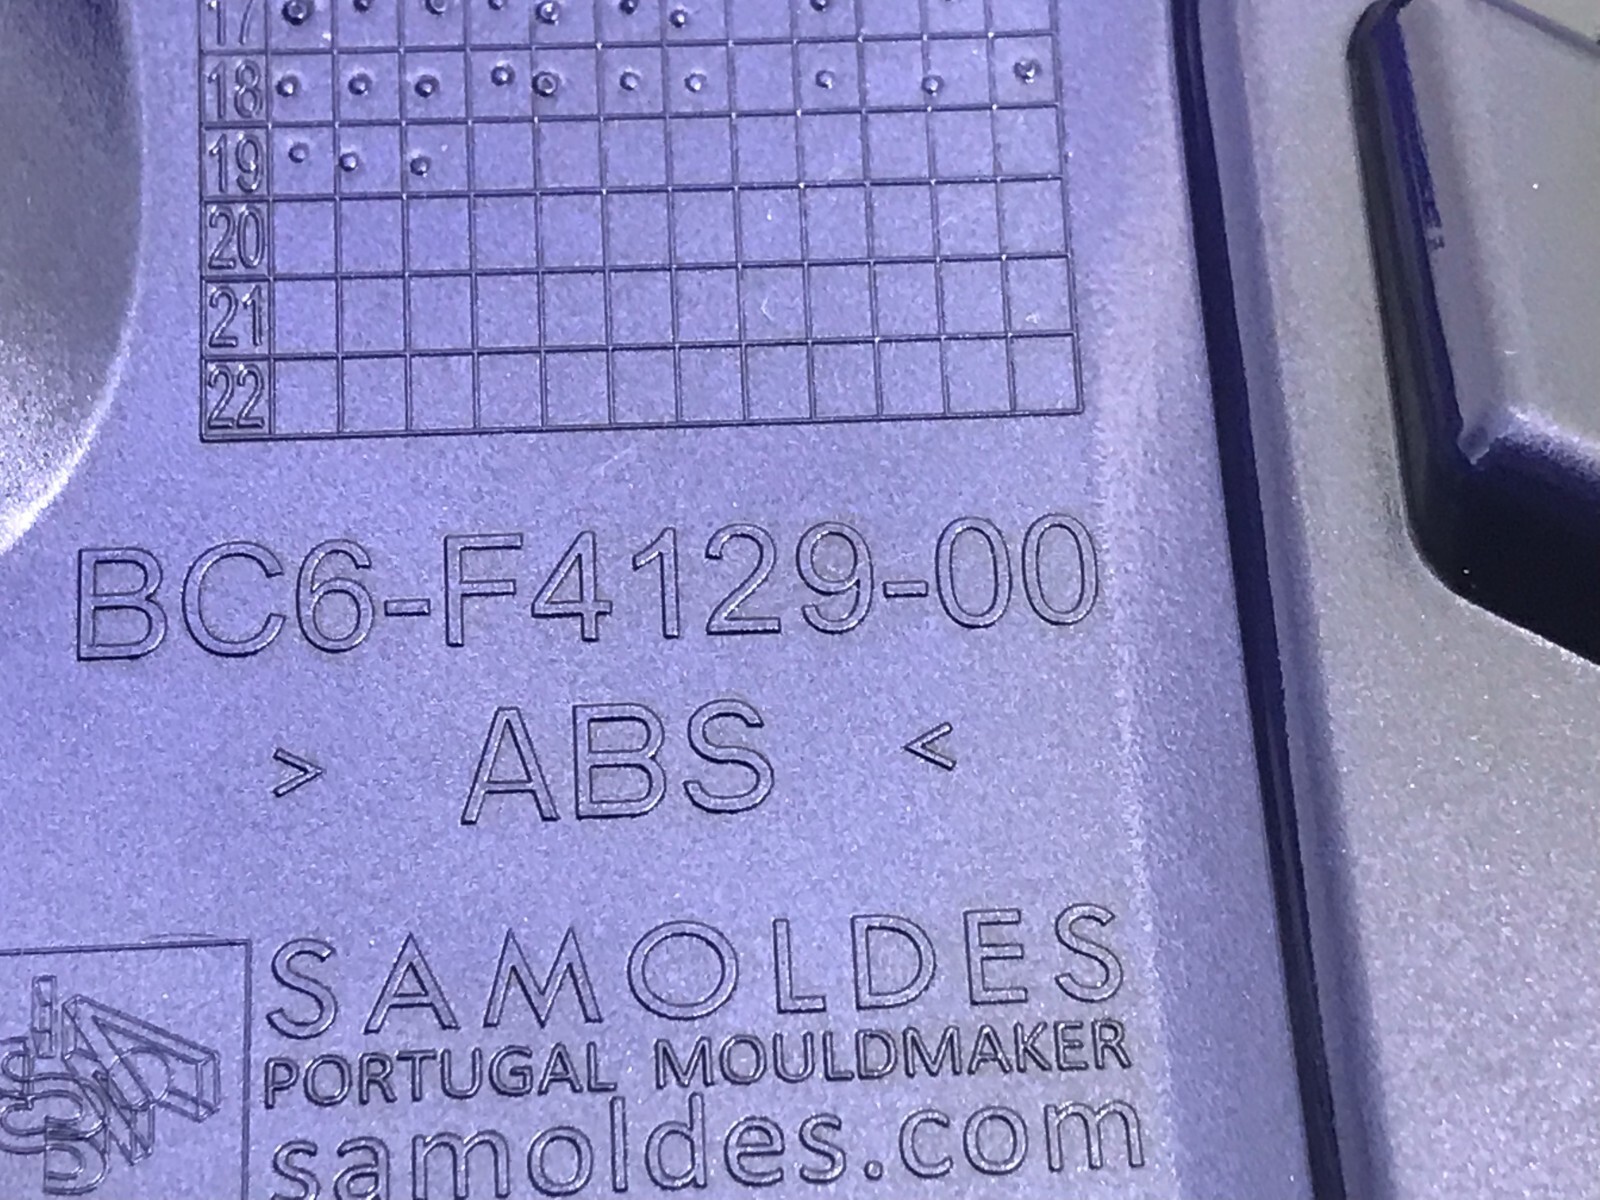 17
18
19
20
21
22
BC6-F4129-00
> ABS <
SAMOLDES
PORTUGAL MOULDMAKER
samoldes.com